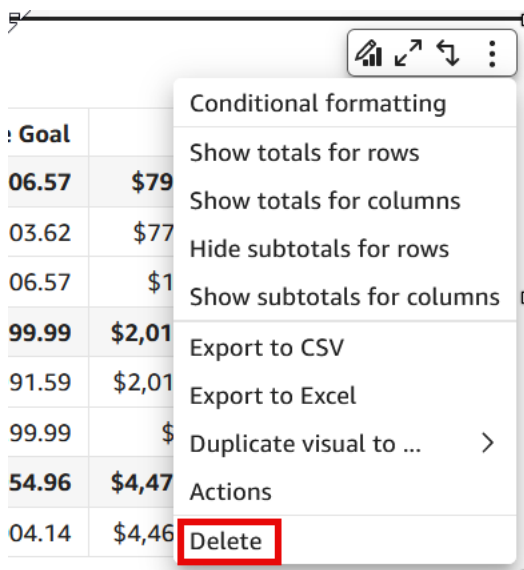 Conditional formatting
: Goal
Show totals for rows
06.57 $79
Show totals for columns
03.62 $77
Hide subtotals for rows
06.57 $1
Show subtotals for columns
99.99 $2,01
Export to CSV
91.59 $2,01
Export to Excel
99.99 $
Duplicate visual to ...
54.96 $4,47
Actions
04.14 $4,46
Delete